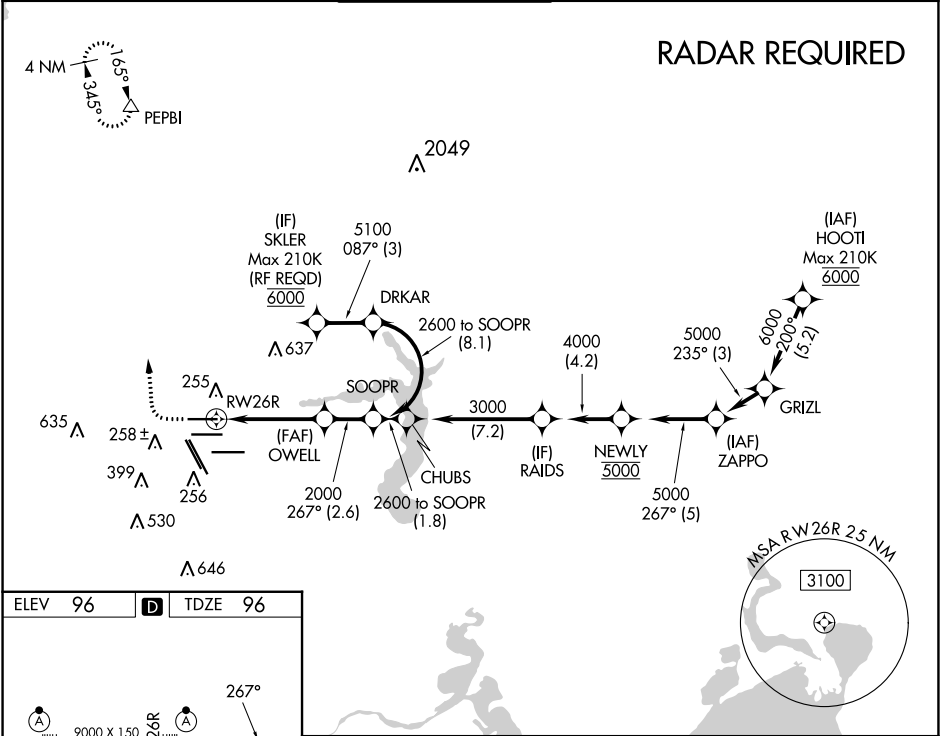 RADAR REQUIRED
4 NM
165°
345°
PEPBI
2049
(IF)
SKLER
Max 210K
(RF REQD)
6000
5100
087° (3)
DRKAR
637
2600 to SOOPR
(8.1)
(IAF)
HOOTI
Max 210K
6000
6000
200°
(5.2)
5000
235° (3)
GRIZL
4000
(4.2)
255
RW26R
SOOPR
3000
(7.2)
635
258 ±
399
256
530
646
(FAF)
OWELL
CHUBS
2000
267° (2.6)
2600 to SOOPR
(1.8)
(IF)
RAIDS
NEWLY
5000
5000
267° (5)
(IAF)
ZAPPO
MSA RW26R 25 NM
3100
ELEV 96 D TDZE 96
267°
A
9000 X 150
26R
A